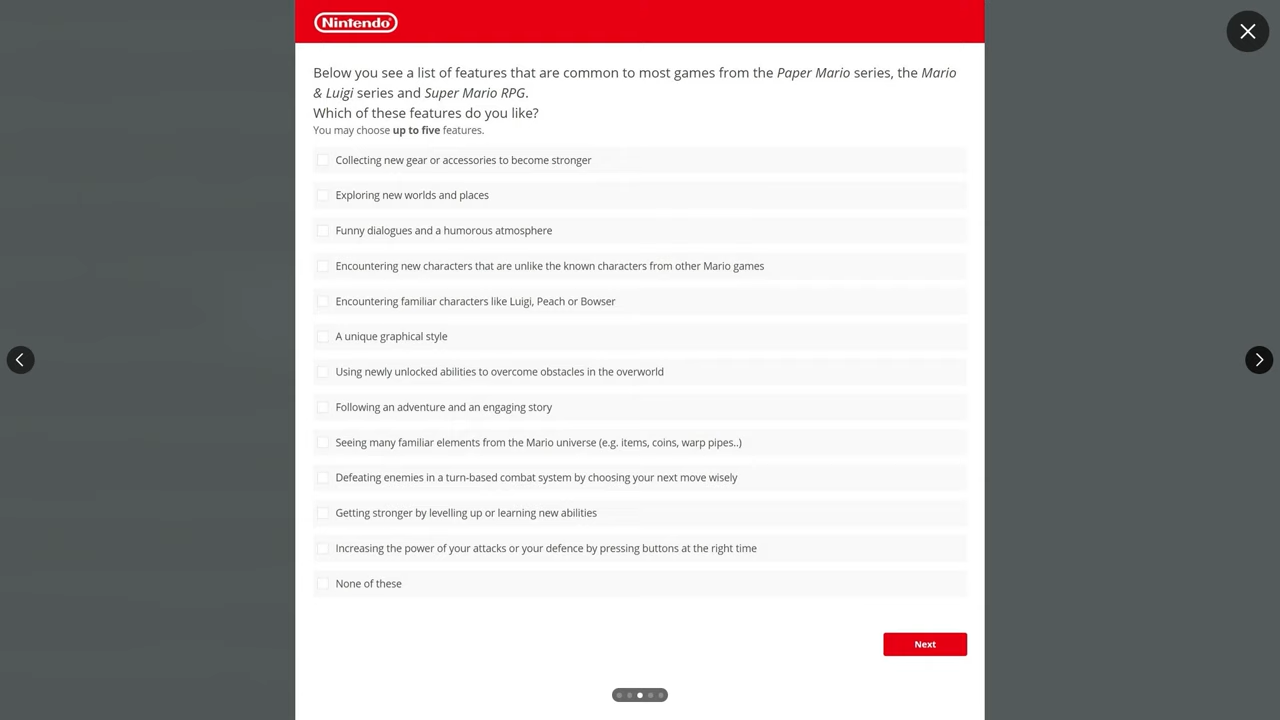 Nintendo
Below you see a list of features that are common to most games from the Paper Mario series, the Mario
& Luigi series and Super Mario RPG.
Which of these features do you like?
You may choose up to five features.
Collecting new gear or accessories to become stronger
Exploring new worlds and places
Funny dialogues and a humorous atmosphere
Encountering new characters that are unlike the known characters from other Mario games
Encountering familiar characters like Luigi, Peach or Bowser
A unique graphical style
Using newly unlocked abilities to overcome obstacles in the overworld
Following an adventure and an engaging story
Seeing many familiar elements from the Mario universe (e.g. items, coins, warp pipes..)
Defeating enemies in a turn-based combat system by choosing your next move wisely
Getting stronger by levelling up or learning new abilities
Increasing the power of your attacks or your defence by pressing buttons at the right time
None of these
Next